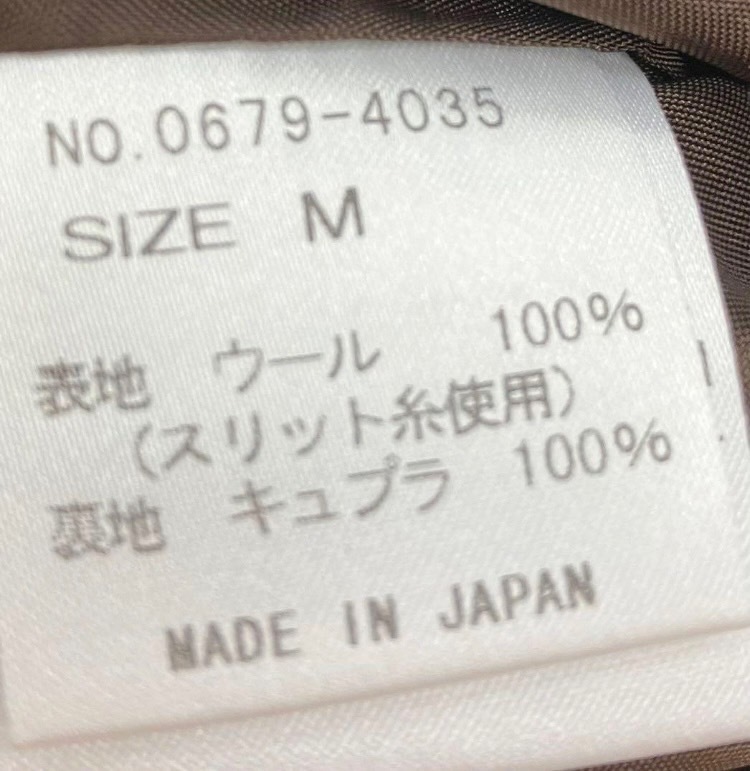 NO.0679-4035
SIZE M
表地 ウール 100%
(スリット糸使用)
裏地 キュプラ 100%
MADE IN JAPAN